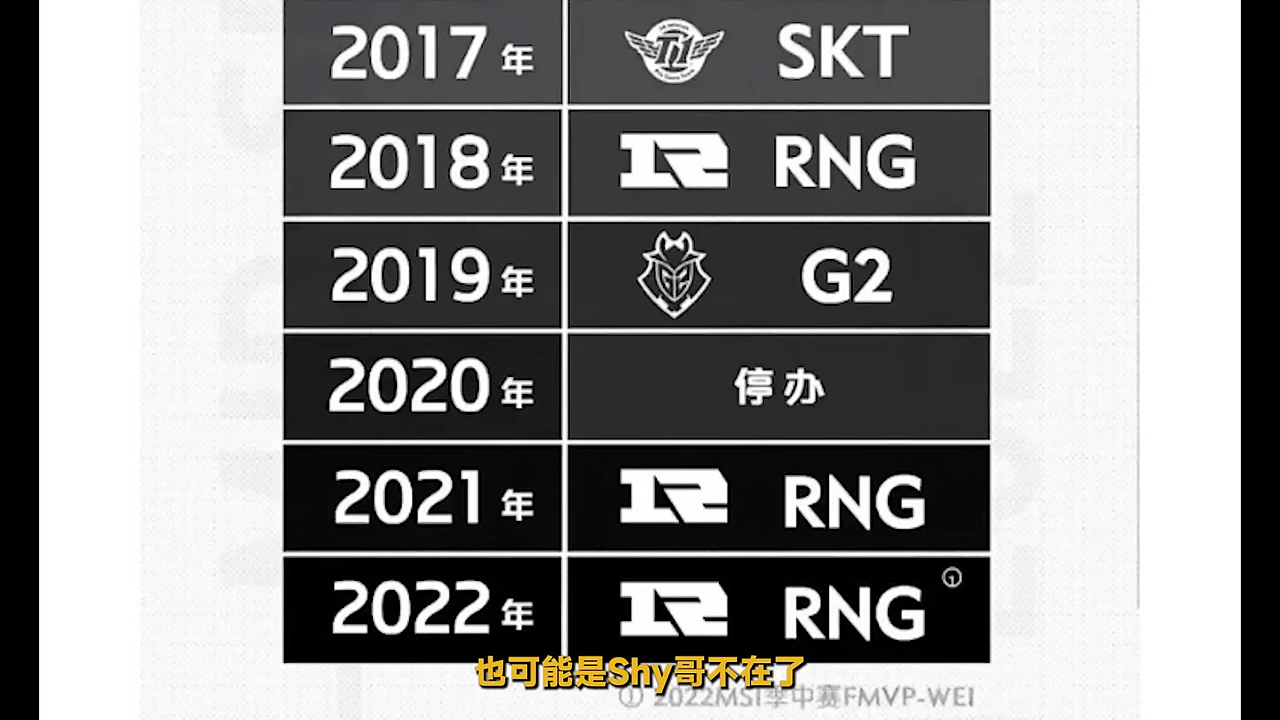 2017年 SKT
2018年 RNG
2019年 G2
2020年 停办
2021年 RNG
2022年 RNG ①
也可能是Shy哥不在了
① 2022MSI季中赛FMVP-WEI